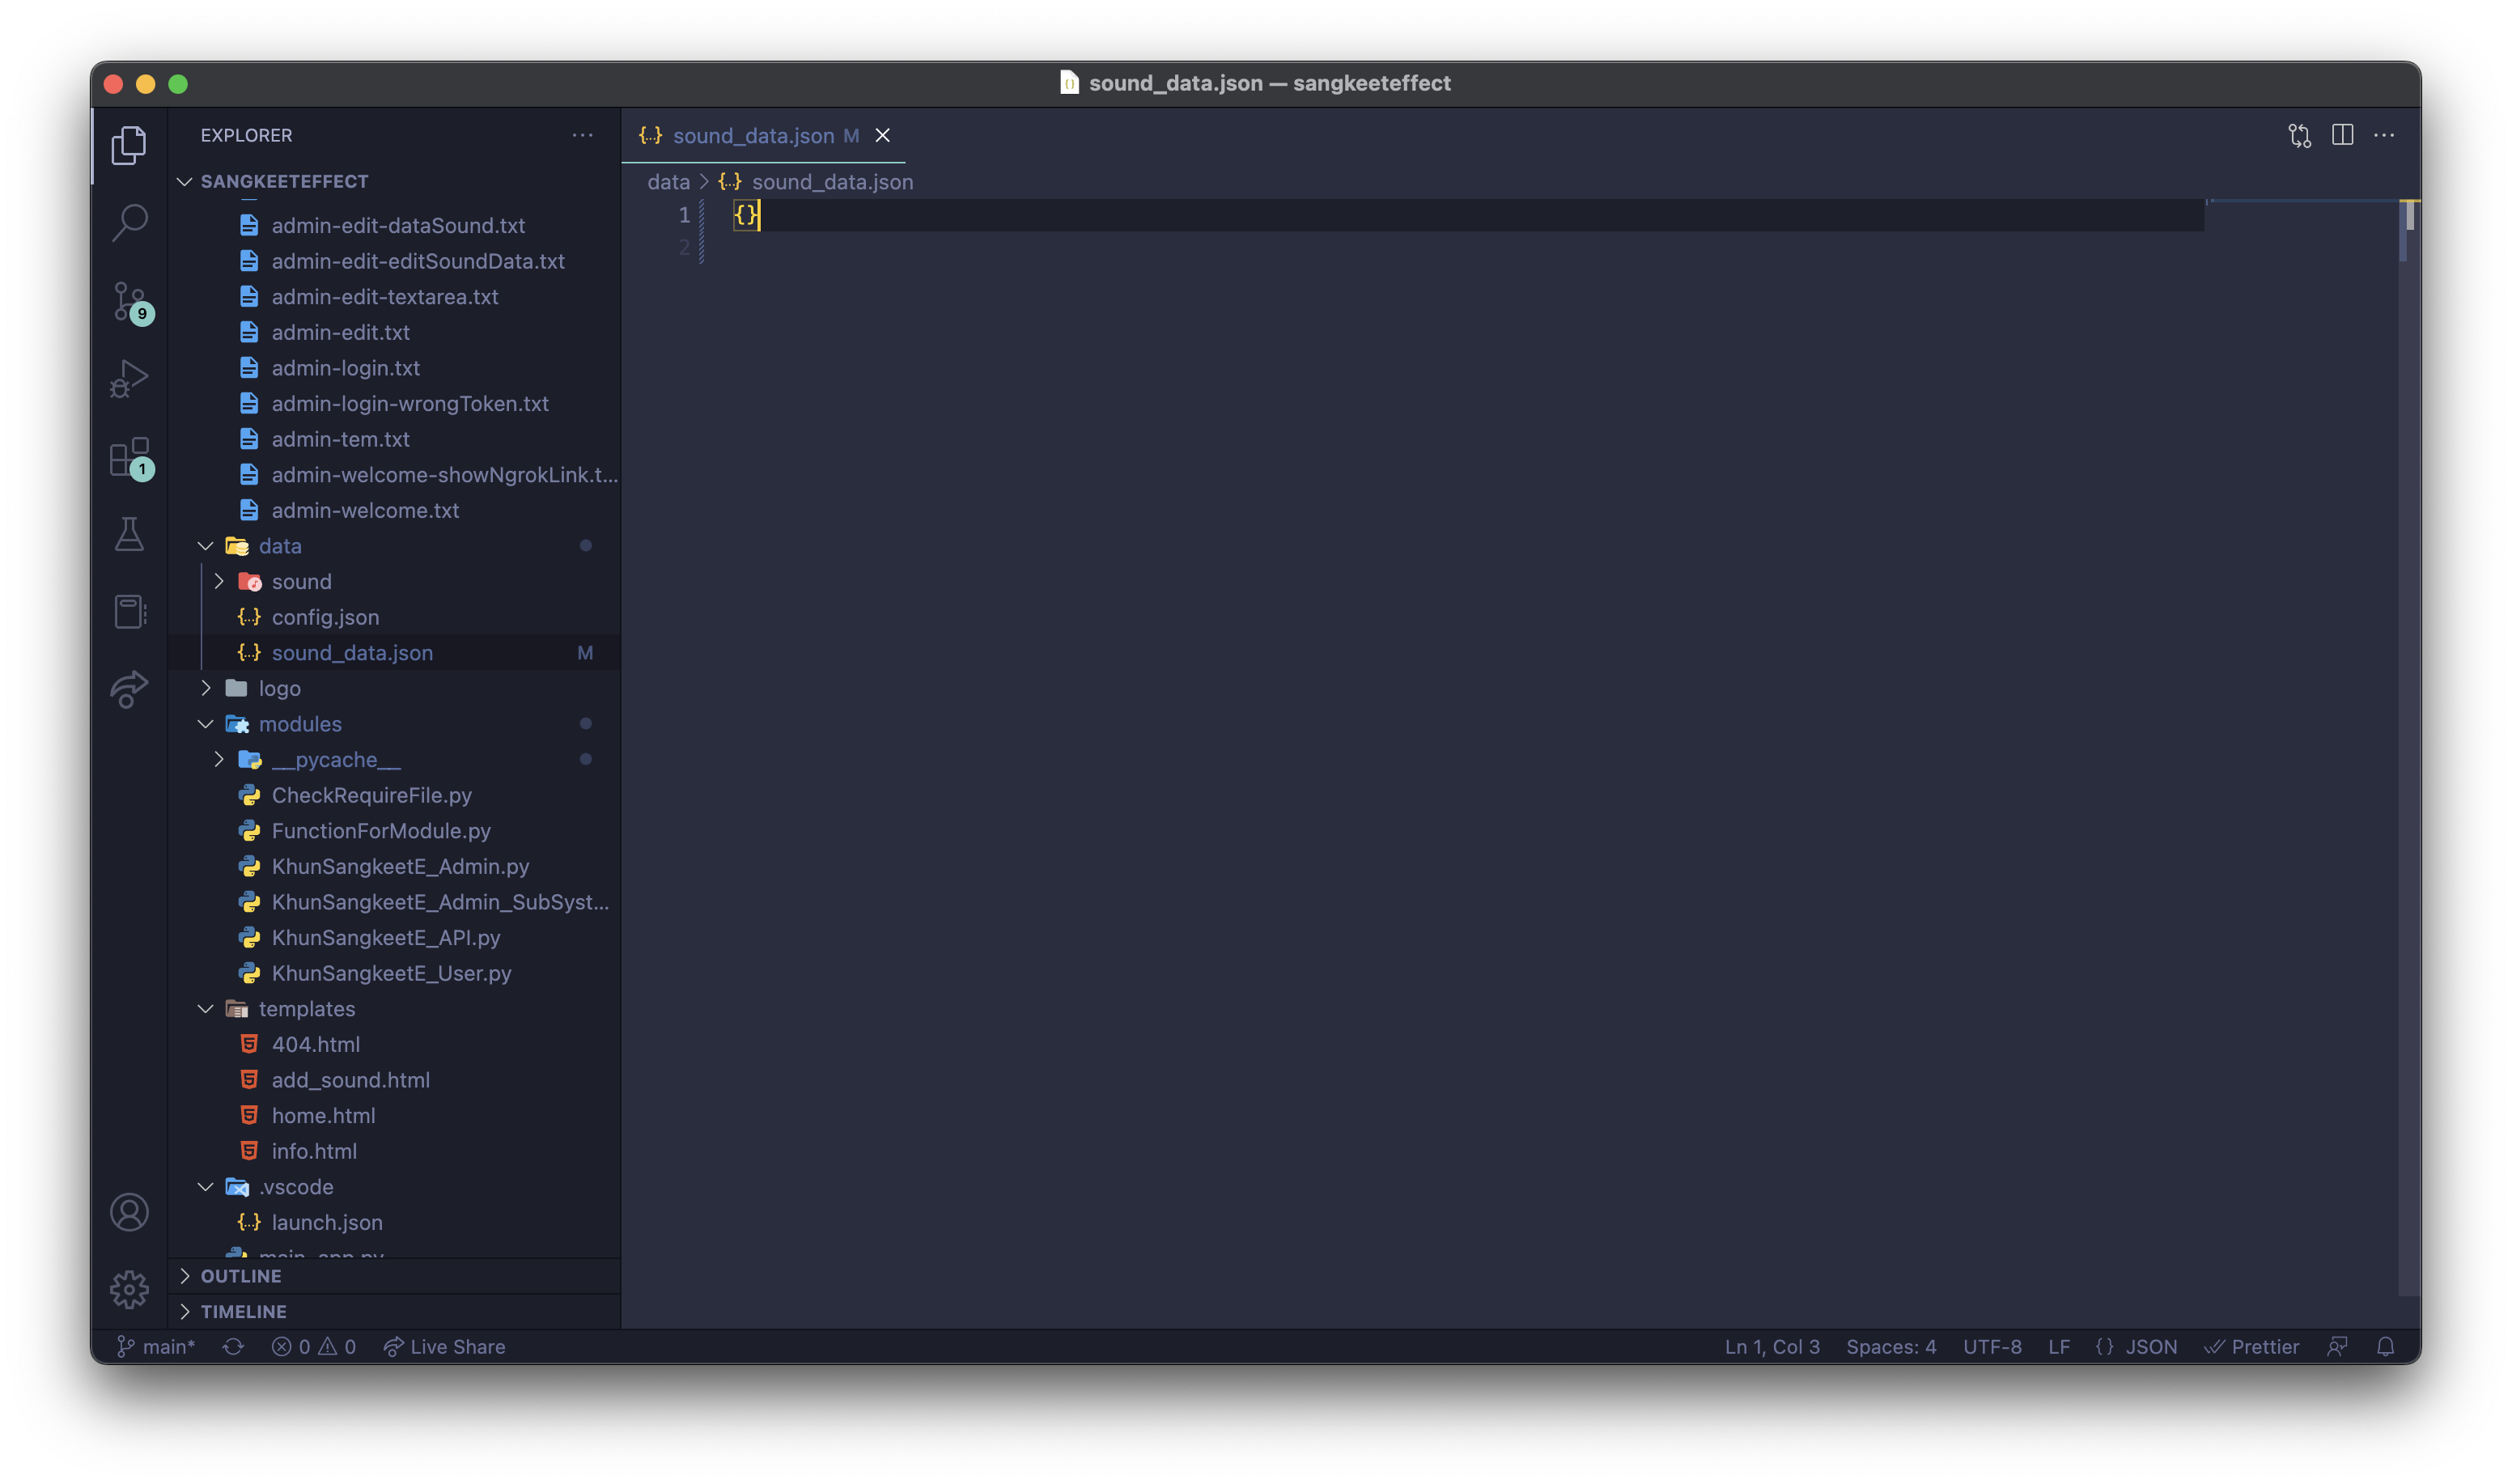 sound_data.json — sangkeeteffect
EXPLORER
SANGKEETEFFECT
admin-edit-dataSound.txt
admin-edit-editSoundData.txt
admin-edit-textarea.txt
admin-edit.txt
admin-login.txt
admin-login-wrongToken.txt
admin-tem.txt
admin-welcome-showNgrokLink.t...
admin-welcome.txt
data
sound
config.json
sound_data.json M
logo
modules
__pycache__
CheckRequireFile.py
FunctionForModule.py
KhunSangkeetE_Admin.py
KhunSangkeetE_Admin_SubSyst...
KhunSangkeetE_API.py
KhunSangkeetE_User.py
templates
404.html
add_sound.html
home.html
info.html
.vscode
launch.json
main_app.py
OUTLINE
TIMELINE
9
1
sound_data.json M
data > {..} sound_data.json
1 {}
2
main* 0 0 Live Share
Ln 1, Col 3 Spaces: 4 UTF-8 LF {} JSON Prettier